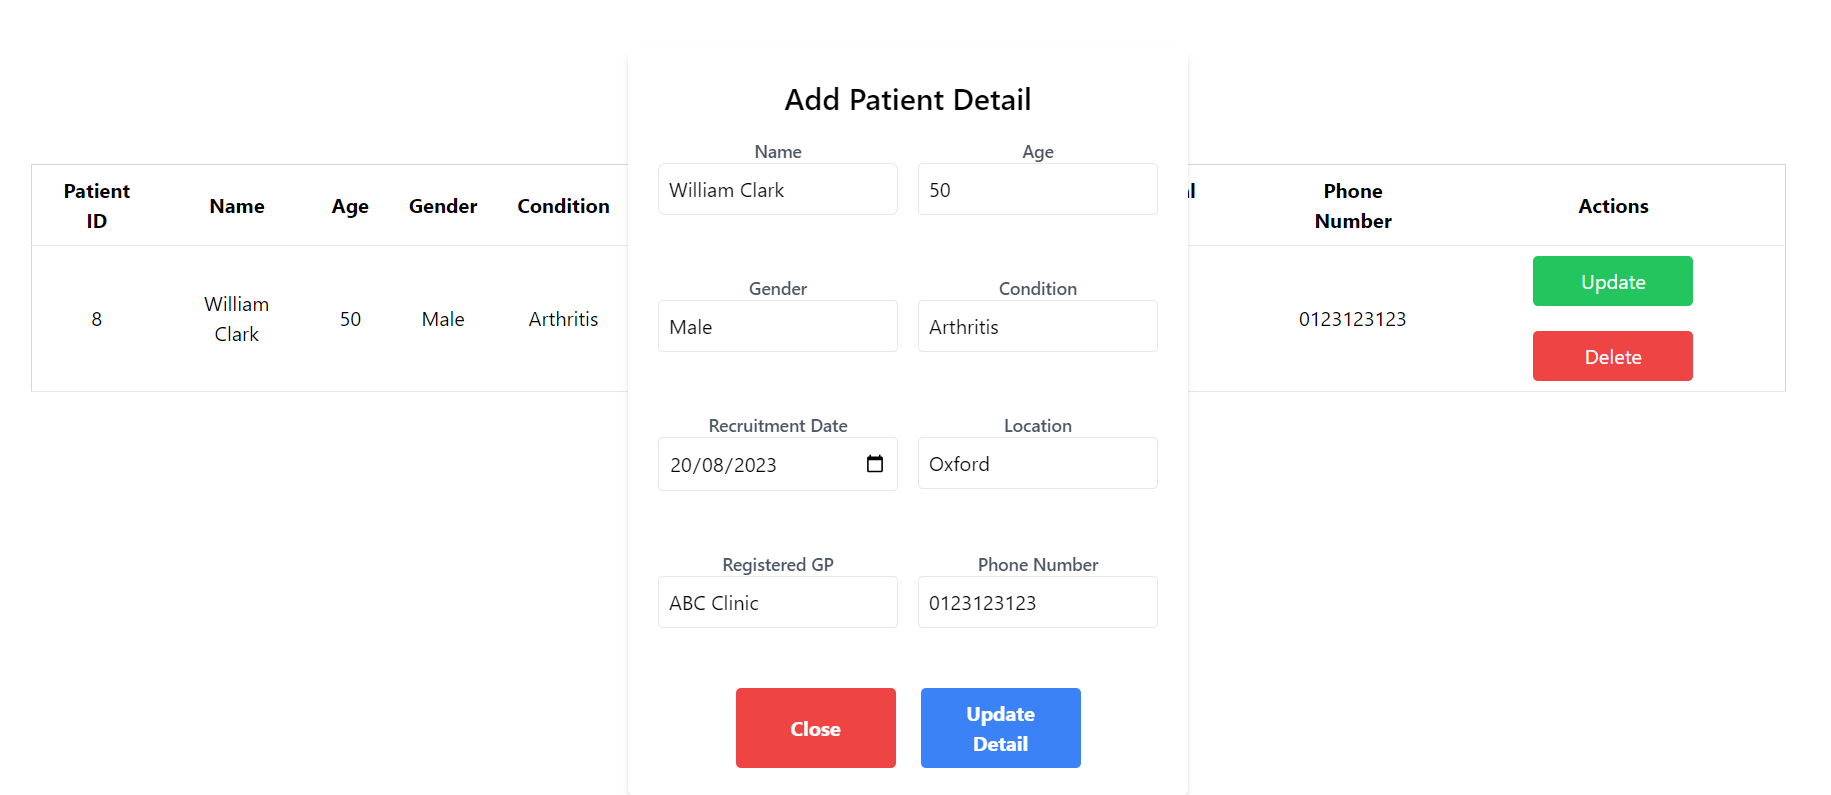 Add Patient Detail
Name Age
William Clark 50
Gender Condition
Male Arthritis
Recruitment Date Location
20/08/2023 Oxford
Registered GP Phone Number
ABC Clinic 0123123123
Close Update
Detail
Patient
ID Name Age Gender Condition Phone
Number Actions
8 William
Clark 50 Male Arthritis 0123123123 Update
Delete